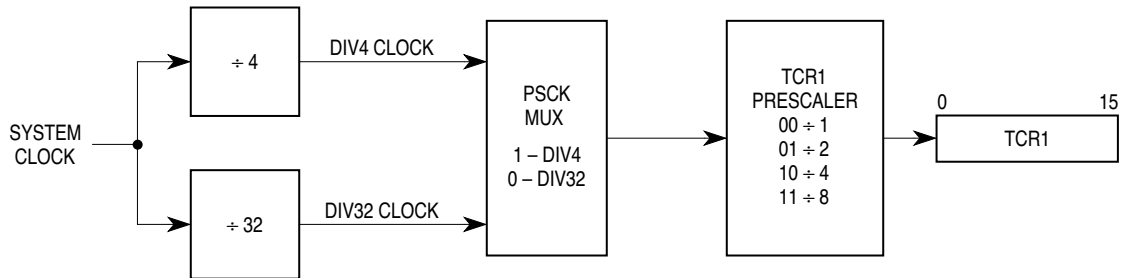 SYSTEM
CLOCK
÷ 4
÷ 32
DIV4 CLOCK
DIV32 CLOCK
PSCK
MUX
1 – DIV4
0 – DIV32
TCR1
PRESCALER
00 ÷ 1
01 ÷ 2
10 ÷ 4
11 ÷ 8
0 15
TCR1